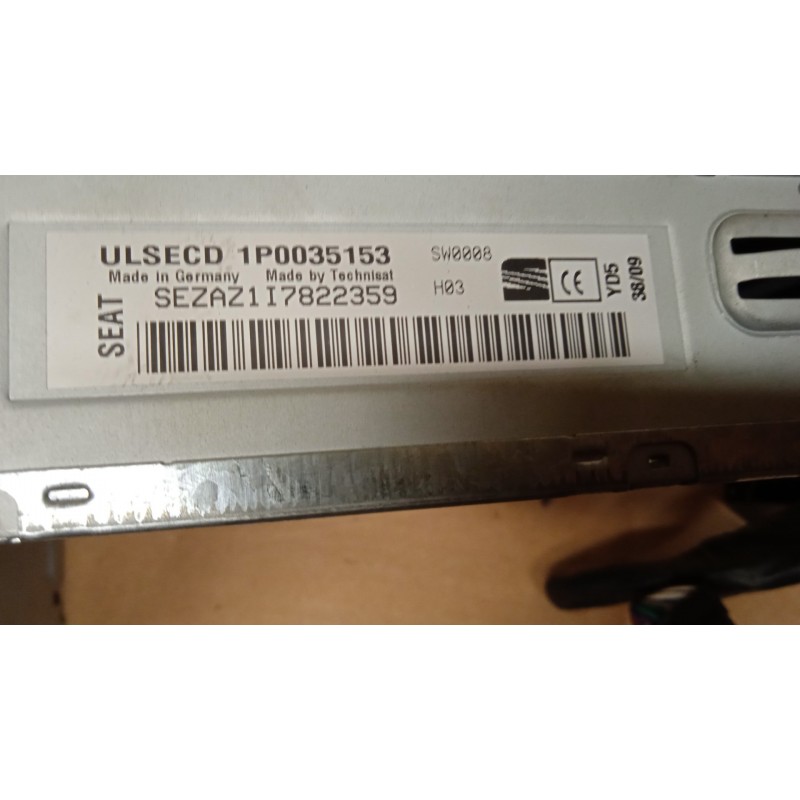 ULSECD 1P0035153 SW0008
Made in Germany Made by Technisat
SEZAZ1I7822359 H03
SEAT
CE
YD5
38/09